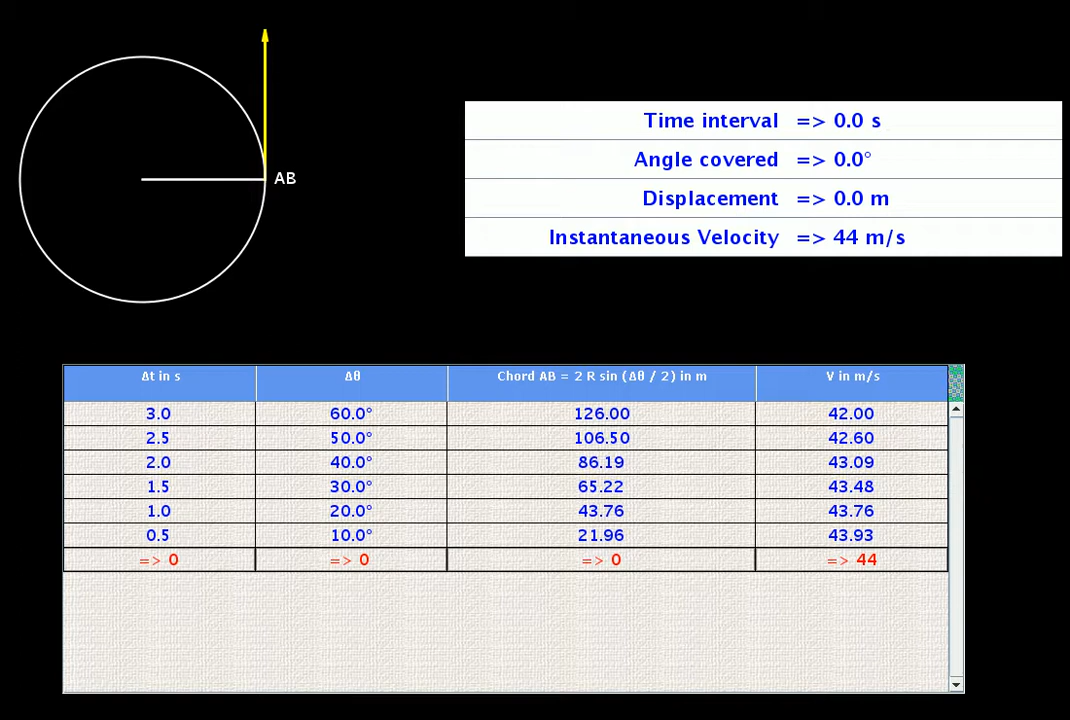 AB
Time interval => 0.0 s
Angle covered => 0.0°
Displacement => 0.0 m
Instantaneous Velocity => 44 m/s
Δt in s Δθ Chord AB = 2 R sin (Δθ / 2) in m V in m/s
3.0 60.0° 126.00 42.00
2.5 50.0° 106.50 42.60
2.0 40.0° 86.19 43.09
1.5 30.0° 65.22 43.48
1.0 20.0° 43.76 43.76
0.5 10.0° 21.96 43.93
=> 0 => 0 => 0 => 44